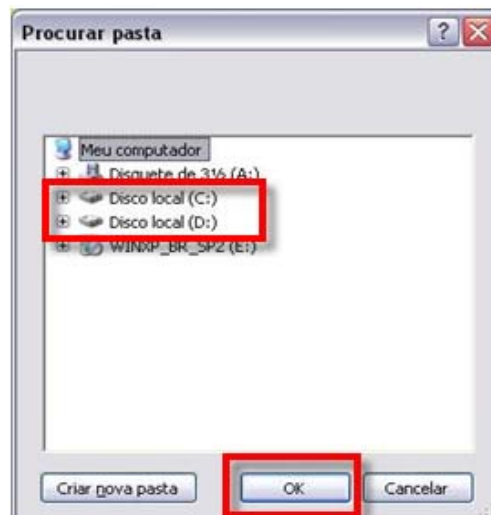 Procurar pasta
Meu computador
Disquete de 3½ (A:)
Disco local (C:)
Disco local (D:)
WINXP_BR_SP2 (E:)
Criar nova pasta OK Cancelar